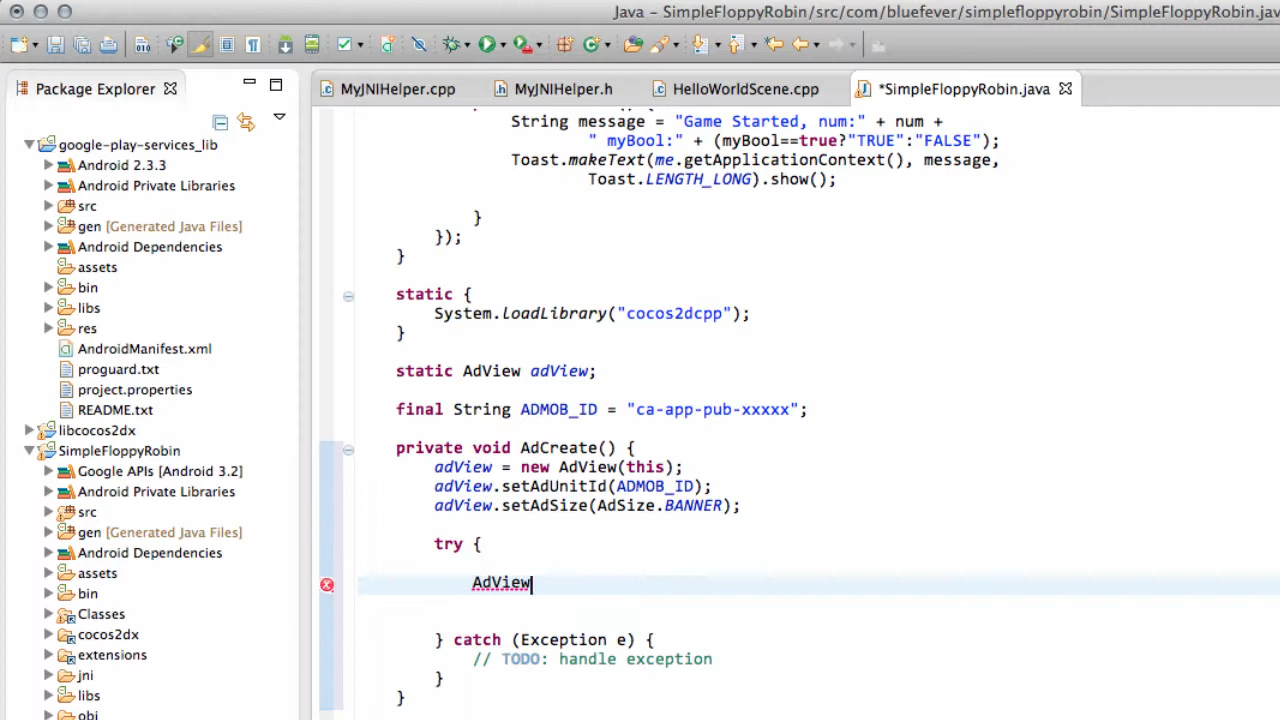 Java – SimpleFloppyRobin/src/com/bluefever/simplefloppyrobin/SimpleFloppyRobin.java
Package Explorer
MyJNIHelper.cpp
MyJNIHelper.h
HelloWorldScene.cpp
*SimpleFloppyRobin.java
google-play-services_lib
Android 2.3.3
Android Private Libraries
src
gen [Generated Java Files]
Android Dependencies
assets
bin
libs
res
AndroidManifest.xml
proguard.txt
project.properties
README.txt
libcocos2dx
SimpleFloppyRobin
Google APIs [Android 3.2]
Android Private Libraries
src
gen [Generated Java Files]
Android Dependencies
assets
bin
Classes
cocos2dx
extensions
jni
libs
obj
String message = "Game Started, num:" + num +
" myBool:" + (myBool==true?"TRUE":"FALSE");
Toast.makeText(me.getApplicationContext(), message,
Toast.LENGTH_LONG).show();
}
});
}
static {
System.loadLibrary("cocos2dcpp");
}
static AdView adView;
final String ADMOB_ID = "ca-app-pub-xxxxx";
private void AdCreate() {
adView = new AdView(this);
adView.setAdUnitId(ADMOB_ID);
adView.setAdSize(AdSize.BANNER);
try {
AdView
} catch (Exception e) {
// TODO: handle exception
}
}